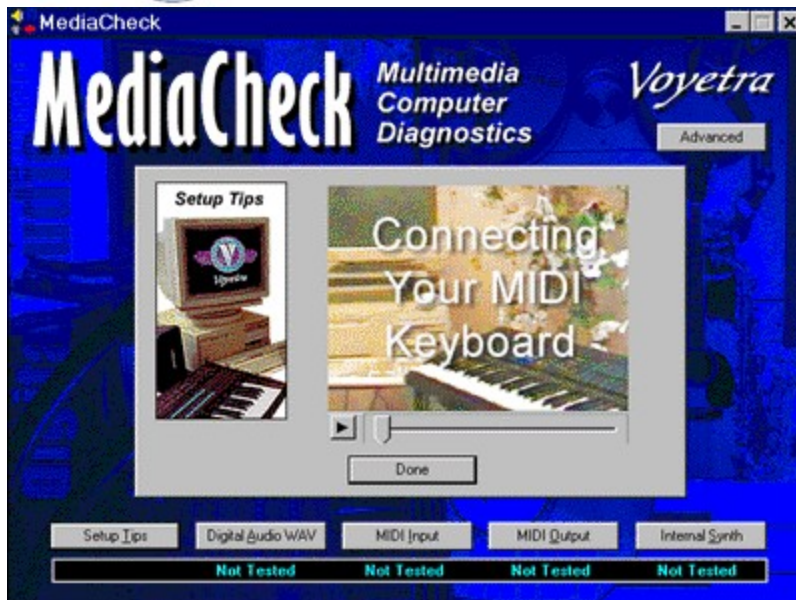 MediaCheck
MediaCheck
Multimedia
Computer
Diagnostics
Voyetra
Advanced
Setup Tips
Voyetra
Connecting
Your MIDI
Keyboard
Done
Setup Tips
Digital Audio WAV
MIDI Input
MIDI Output
Internal Synth
Not Tested
Not Tested
Not Tested
Not Tested